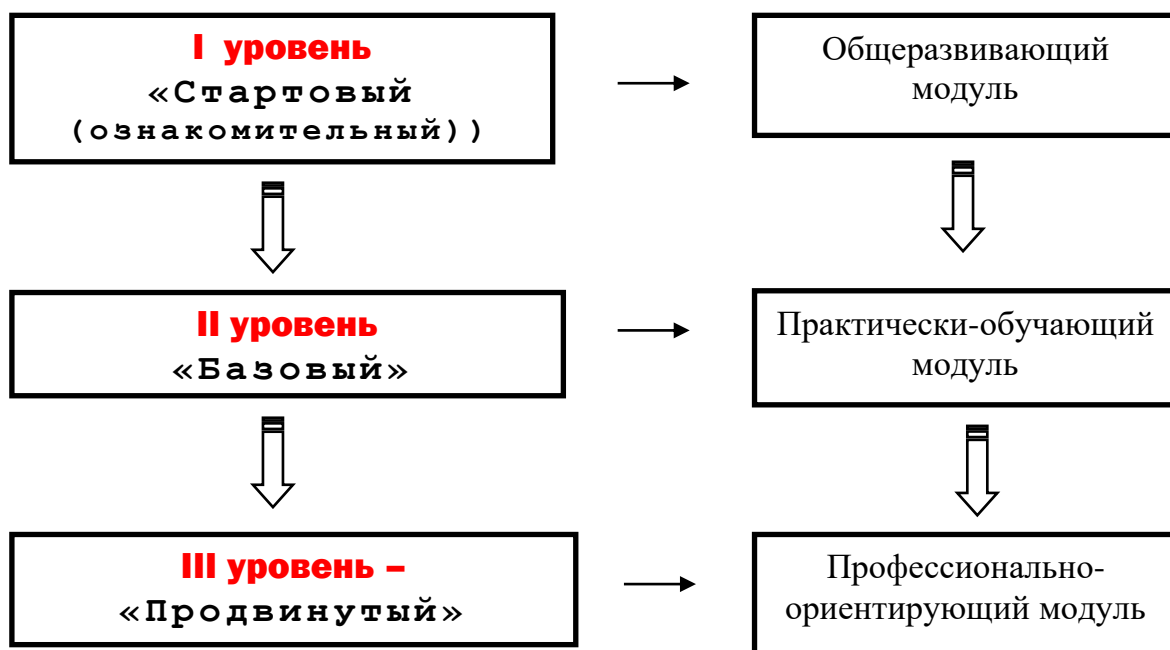 I уровень
«Стартовый
(ознакомительный))
Общеразвивающий
модуль
II уровень
«Базовый»
Практически-обучающий
модуль
III уровень –
«Продвинутый»
Профессионально-
ориентирующий модуль